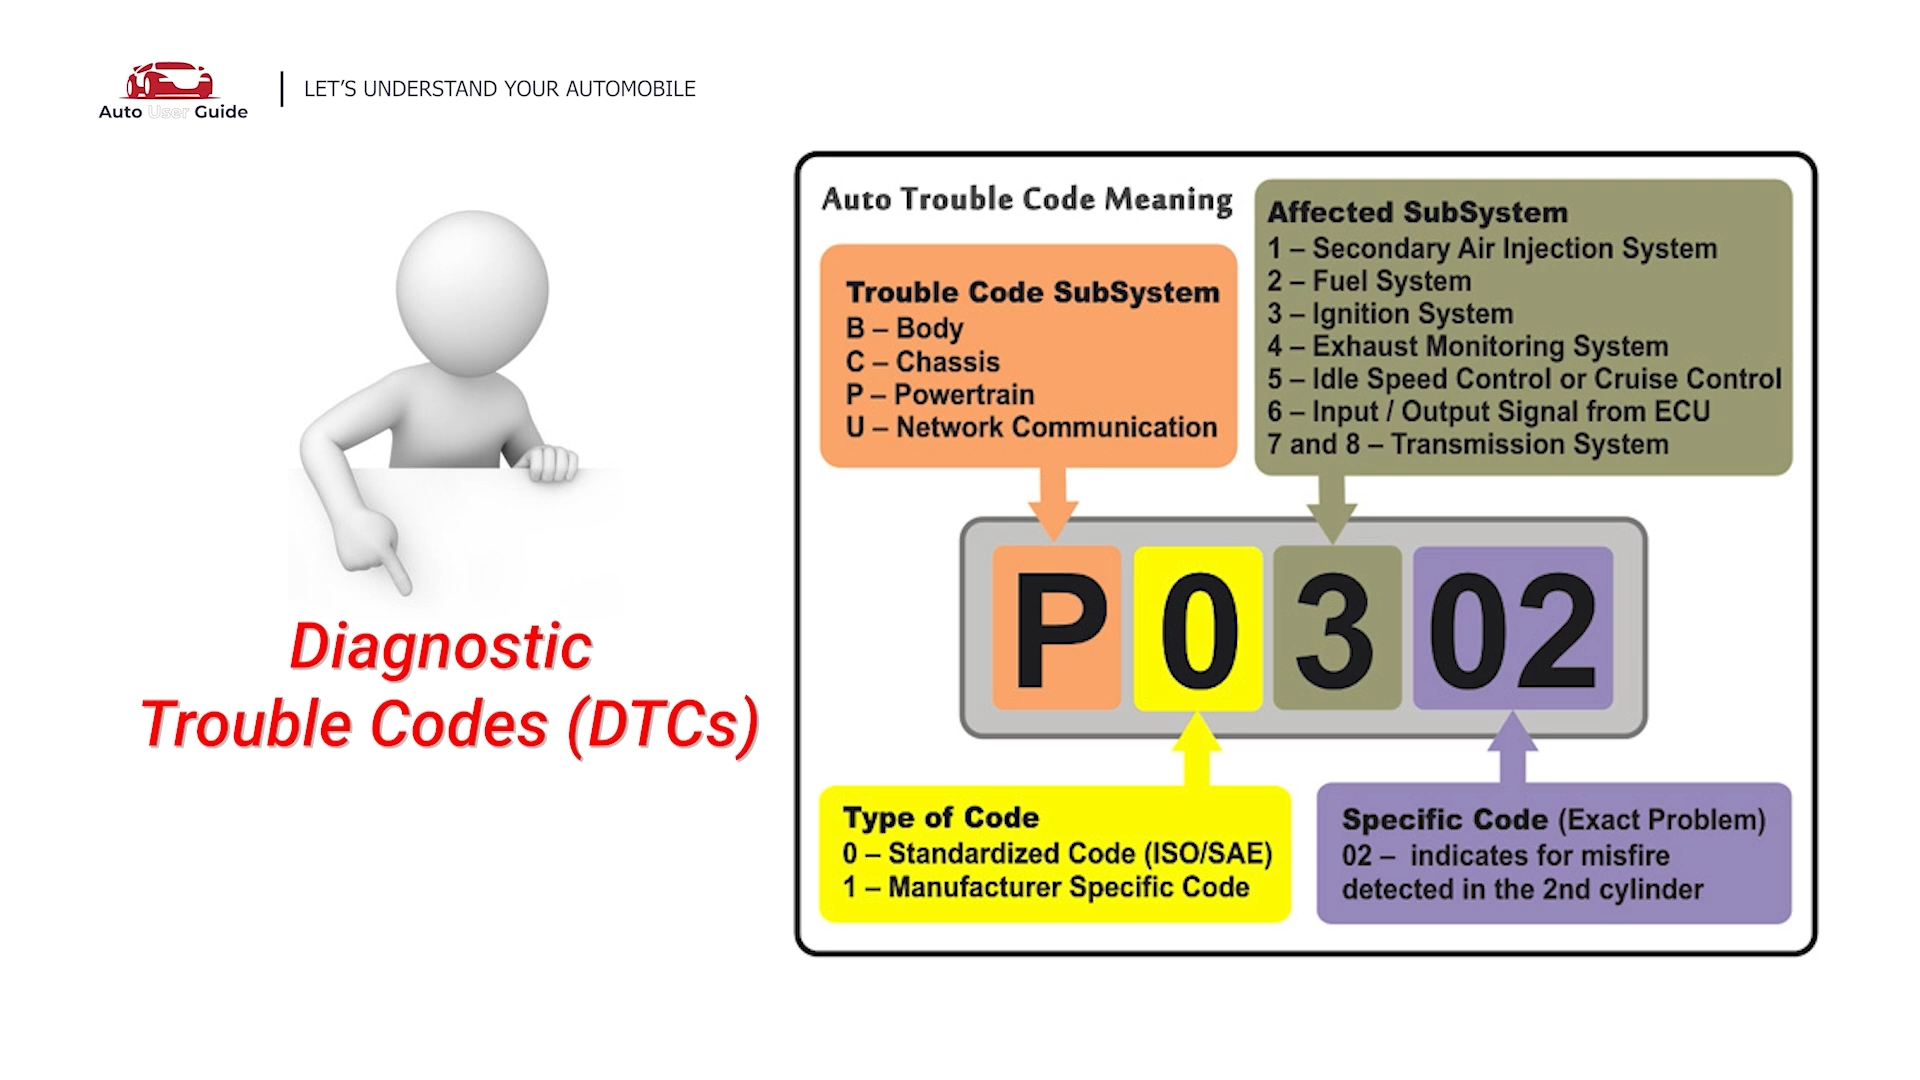 Auto User Guide
LET'S UNDERSTAND YOUR AUTOMOBILE
Diagnostic
Trouble Codes (DTCs)
Auto Trouble Code Meaning
Trouble Code SubSystem
B – Body
C – Chassis
P – Powertrain
U – Network Communication
Affected SubSystem
1 – Secondary Air Injection System
2 – Fuel System
3 – Ignition System
4 – Exhaust Monitoring System
5 – Idle Speed Control or Cruise Control
6 – Input / Output Signal from ECU
7 and 8 – Transmission System
P 0 3 02
Type of Code
0 – Standardized Code (ISO/SAE)
1 – Manufacturer Specific Code
Specific Code (Exact Problem)
02 – indicates for misfire
detected in the 2nd cylinder